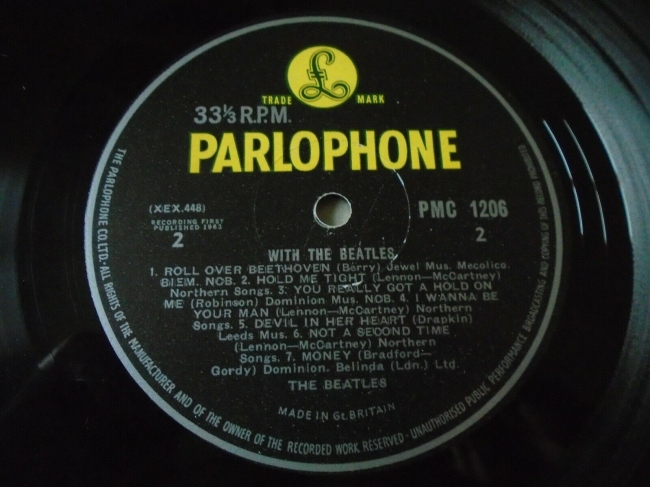 £
TRADE MARK
33⅓ R.P.M.
PARLOPHONE
(XEX.448)
PMC 1206
RECORDING FIRST
PUBLISHED 1963
2
2
WITH THE BEATLES
1. ROLL OVER BEETHOVEN (Berry) Jewel Mus. Mecolico.
BIEM. NCB. 2. HOLD ME TIGHT (Lennon—McCartney)
Northern Songs. 3. YOU REALLY GOT A HOLD ON
ME (Robinson) Dominion Mus. NCB. 4. I WANNA BE
YOUR MAN (Lennon—McCartney) Northern
Songs. 5. DEVIL IN HER HEART (Drapkin)
Leeds Mus. 6. NOT A SECOND TIME
(Lennon—McCartney) Northern
Songs. 7. MONEY (Bradford—
Gordy) Dominion. Belinda (Ldn.) Ltd.
THE BEATLES
MADE IN Gt. BRITAIN
THE PARLOPHONE CO. LTD. · ALL RIGHTS OF THE MANUFACTURER AND OF THE OWNER OF THE RECORDED WORK RESERVED · UNAUTHORISED PUBLIC PERFORMANCE, BROADCASTING AND COPYING OF THIS RECORD PROHIBITED